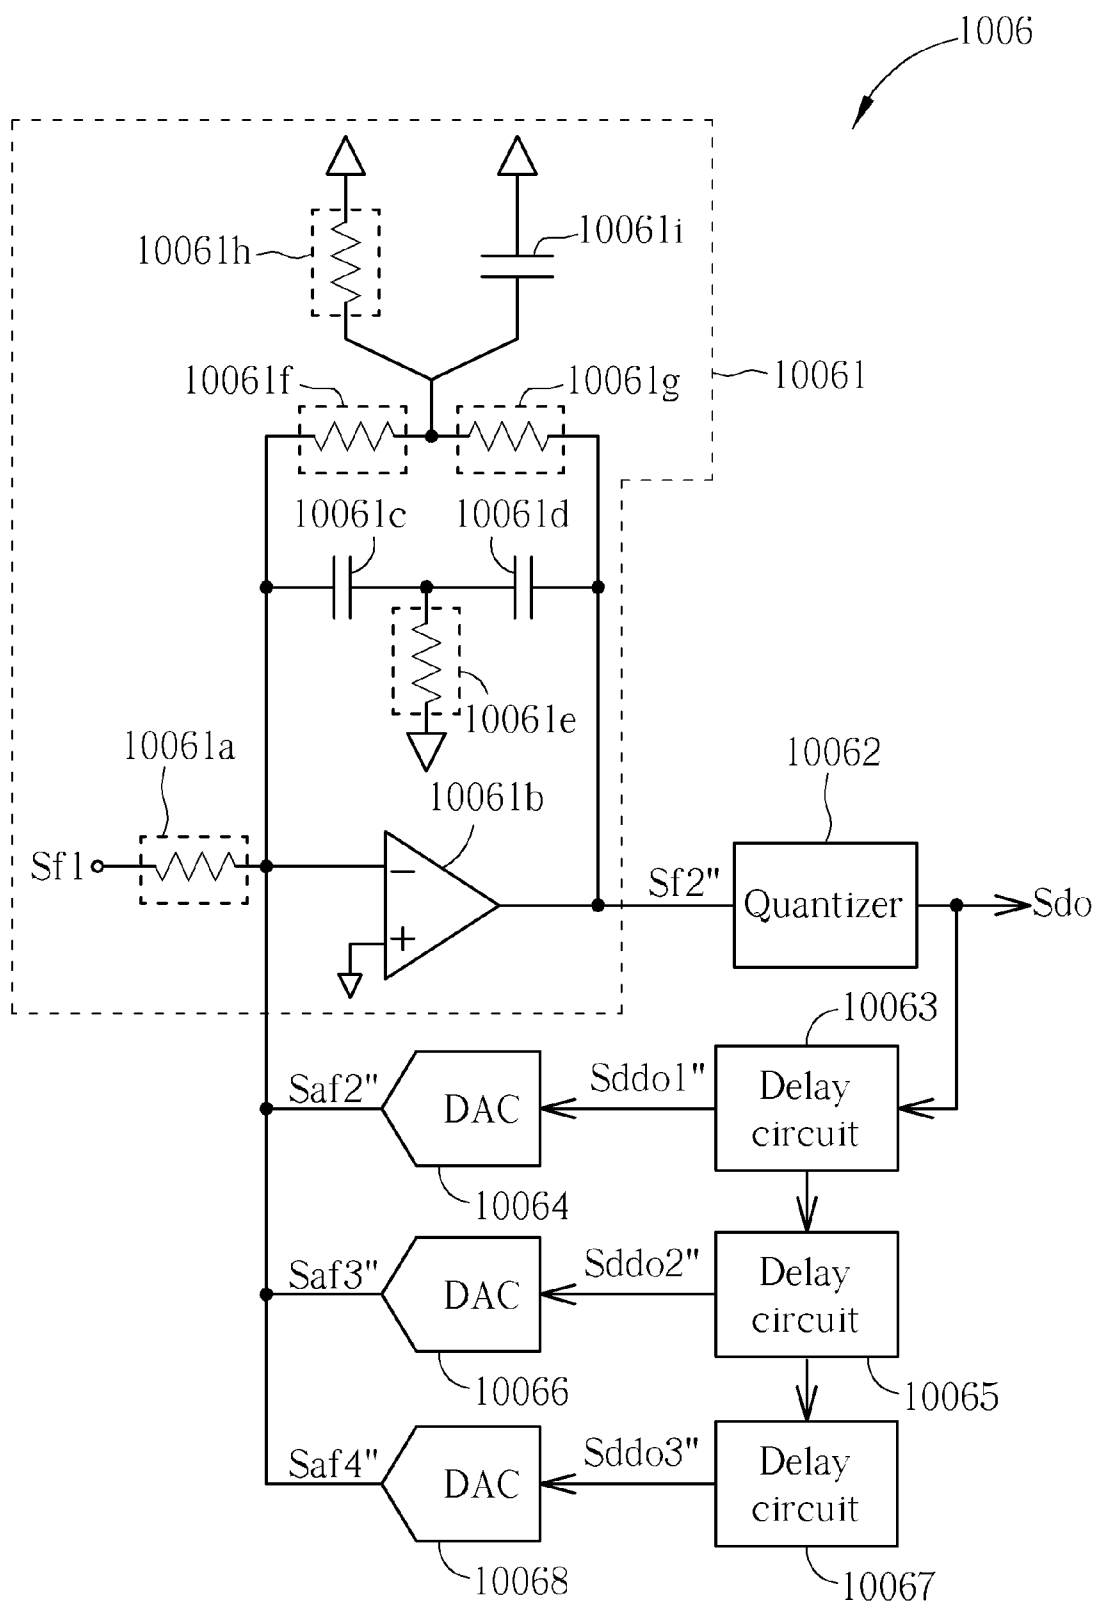 1006
10061h
10061i
10061f
10061g
10061
10061c
10061d
10061e
10061a
10061b
10062
Sf1
−
+
Sf2"
Quantizer
Sdo
10063
Saf2"
DAC
Sddo1"
Delay
circuit
10064
Saf3"
DAC
Sddo2"
Delay
circuit
10066
10065
Saf4"
DAC
Sddo3"
Delay
circuit
10068
10067